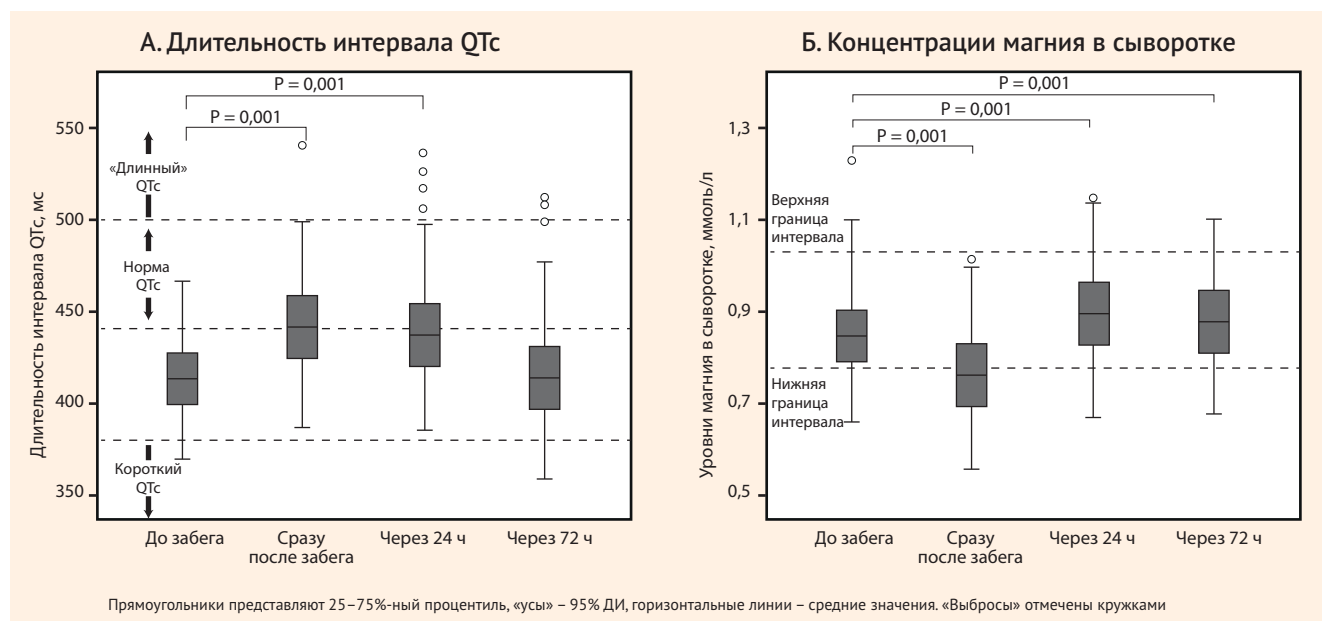 А. Длительность интервала QTc
P = 0,001
P = 0,001
550
500
450
400
350
Длительность интервала QTc, мс
«Длинный»
QTc
Норма
QTc
Короткий
QTc
До забега
Сразу
после забега
Через 24 ч
Через 72 ч
Б. Концентрации магния в сыворотке
P = 0,001
P = 0,001
P = 0,001
1,3
1,1
0,9
0,7
0,5
Уровни магния в сыворотке, ммоль/л
Верхняя
граница
интервала
Нижняя
граница
интервала
До забега
Сразу
после забега
Через 24 ч
Через 72 ч
Прямоугольники представляют 25–75%-ный процентиль, «усы» – 95% ДИ, горизонтальные линии – средние значения. «Выбросы» отмечены кружками